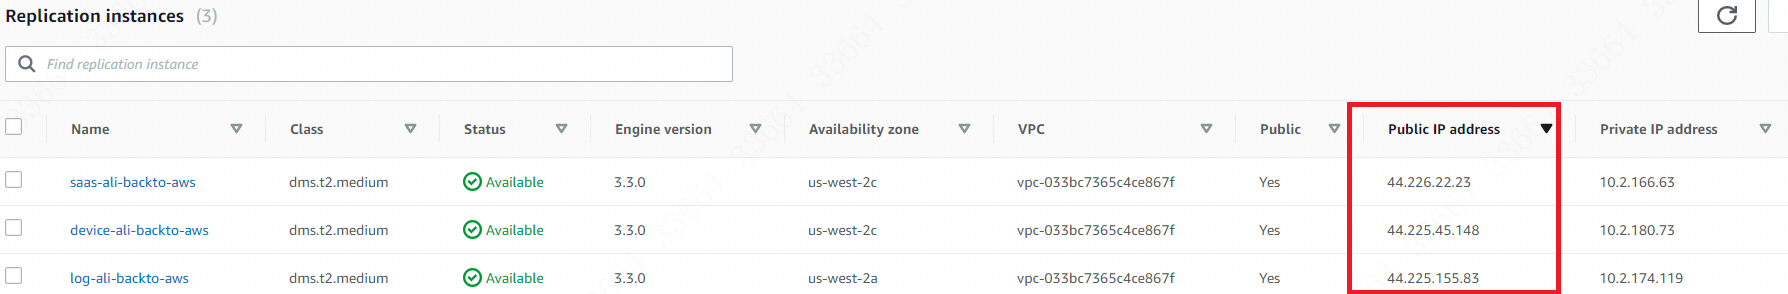 Replication instances (3)
Find replication instance
Name Class Status Engine version Availability zone VPC Public Public IP address Private IP address
saas-ali-backto-aws dms.t2.medium Available 3.3.0 us-west-2c vpc-033bc7365c4ce867f Yes 44.226.22.23 10.2.166.63
device-ali-backto-aws dms.t2.medium Available 3.3.0 us-west-2c vpc-033bc7365c4ce867f Yes 44.225.45.148 10.2.180.73
log-ali-backto-aws dms.t2.medium Available 3.3.0 us-west-2a vpc-033bc7365c4ce867f Yes 44.225.155.83 10.2.174.119